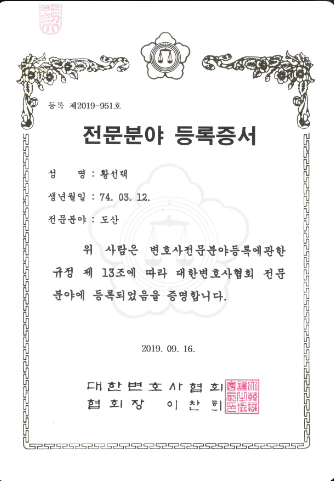 등록 제2019-951호
전문분야 등록증서
성 명 : 황선택
생년월일 : 74. 03. 12.
전문분야 : 도산
위 사람은 변호사전문분야등록에관한
규정 제 13조에 따라 대한변호사협회 전문
분야에 등록되었음을 증명합니다.
2019. 09. 16.
대한변호사협회
협회장 이찬희